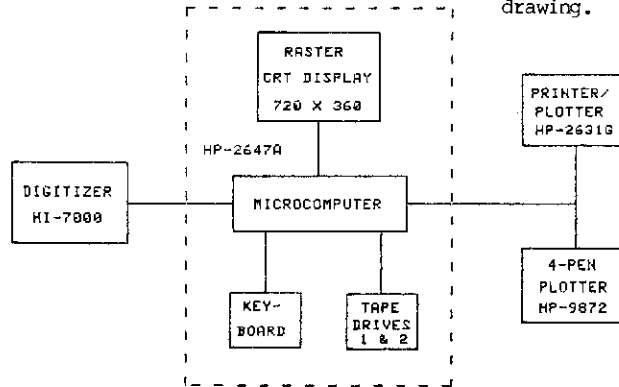 drawing.
RASTER
CRT DISPLAY
720 X 360
PRINTER/
PLOTTER
HP-2631G
HP-2647A
DIGITIZER
HI-7000
MICROCOMPUTER
KEY-
BOARD
TAPE
DRIVES
1 & 2
4-PEN
PLOTTER
HP-9872